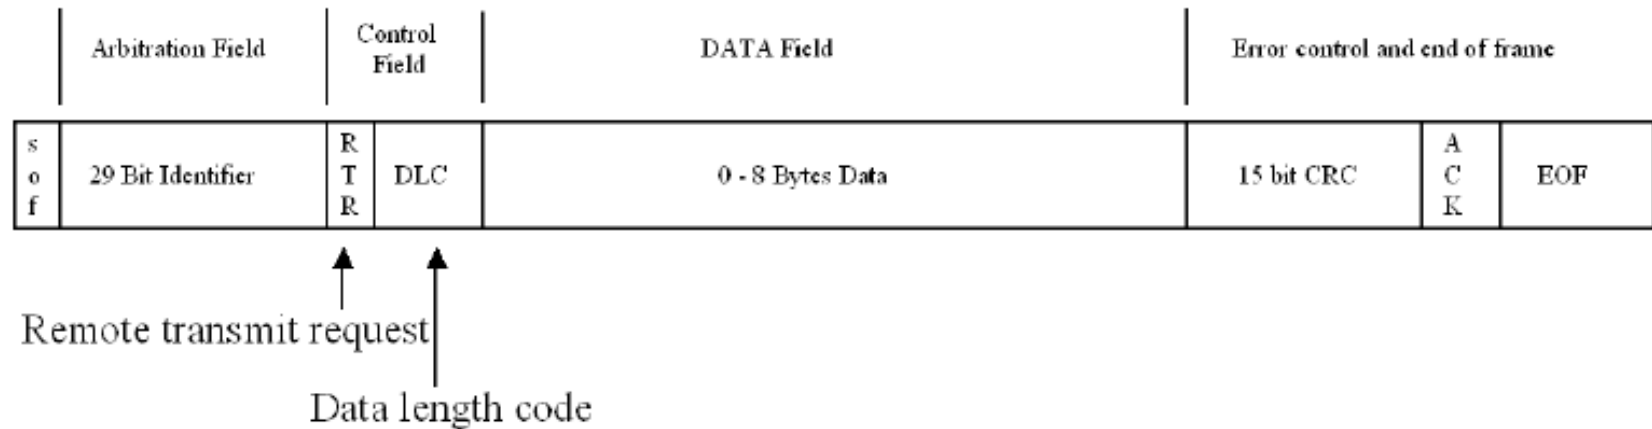 Arbitration Field
Control
Field
DATA Field
Error control and end of frame
s
o
f
29 Bit Identifier
R
T
R
DLC
0 - 8 Bytes Data
15 bit CRC
A
C
K
EOF
Remote transmit request
Data length code